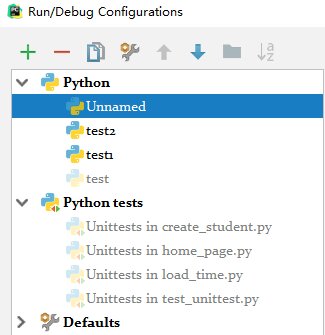 Run/Debug Configurations
Python
Unnamed
test2
test1
test
Python tests
Unittests in create_student.py
Unittests in home_page.py
Unittests in load_time.py
Unittests in test_unittest.py
Defaults